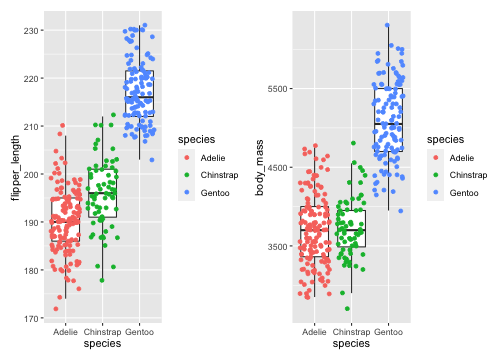 flipper_length
230
220
210
200
190
180
170
Adelie Chinstrap Gentoo
species
species
Adelie
Chinstrap
Gentoo
body_mass
5500
4500
3500
Adelie Chinstrap Gentoo
species
species
Adelie
Chinstrap
Gentoo